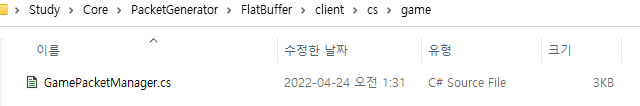 Study > Core > PacketGenerator > FlatBuffer > client > cs > game
이름 수정한 날짜 유형 크기
GamePacketManager.cs 2022-04-24 오전 1:31 C# Source File 3KB